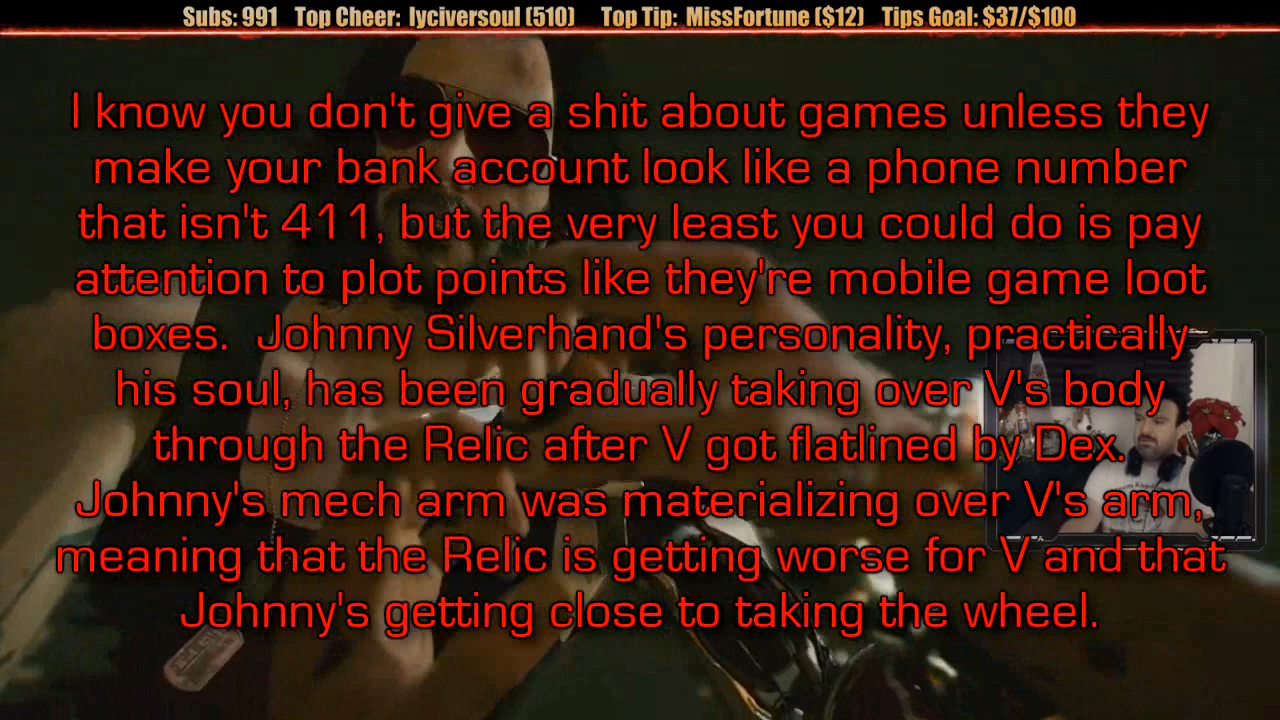 Subs: 991 Top Cheer: lyciversoul (510) Top Tip: MissFortune ($12) Tips Goal: $37/$100
I know you don't give a shit about games unless they
make your bank account look like a phone number
that isn't 411, but the very least you could do is pay
attention to plot points like they're mobile game loot
boxes. Johnny Silverhand's personality, practically
his soul, has been gradually taking over V's body
through the Relic after V got flatlined by Dex.
Johnny's mech arm was materializing over V's arm,
meaning that the Relic is getting worse for V and that
Johnny's getting close to taking the wheel.